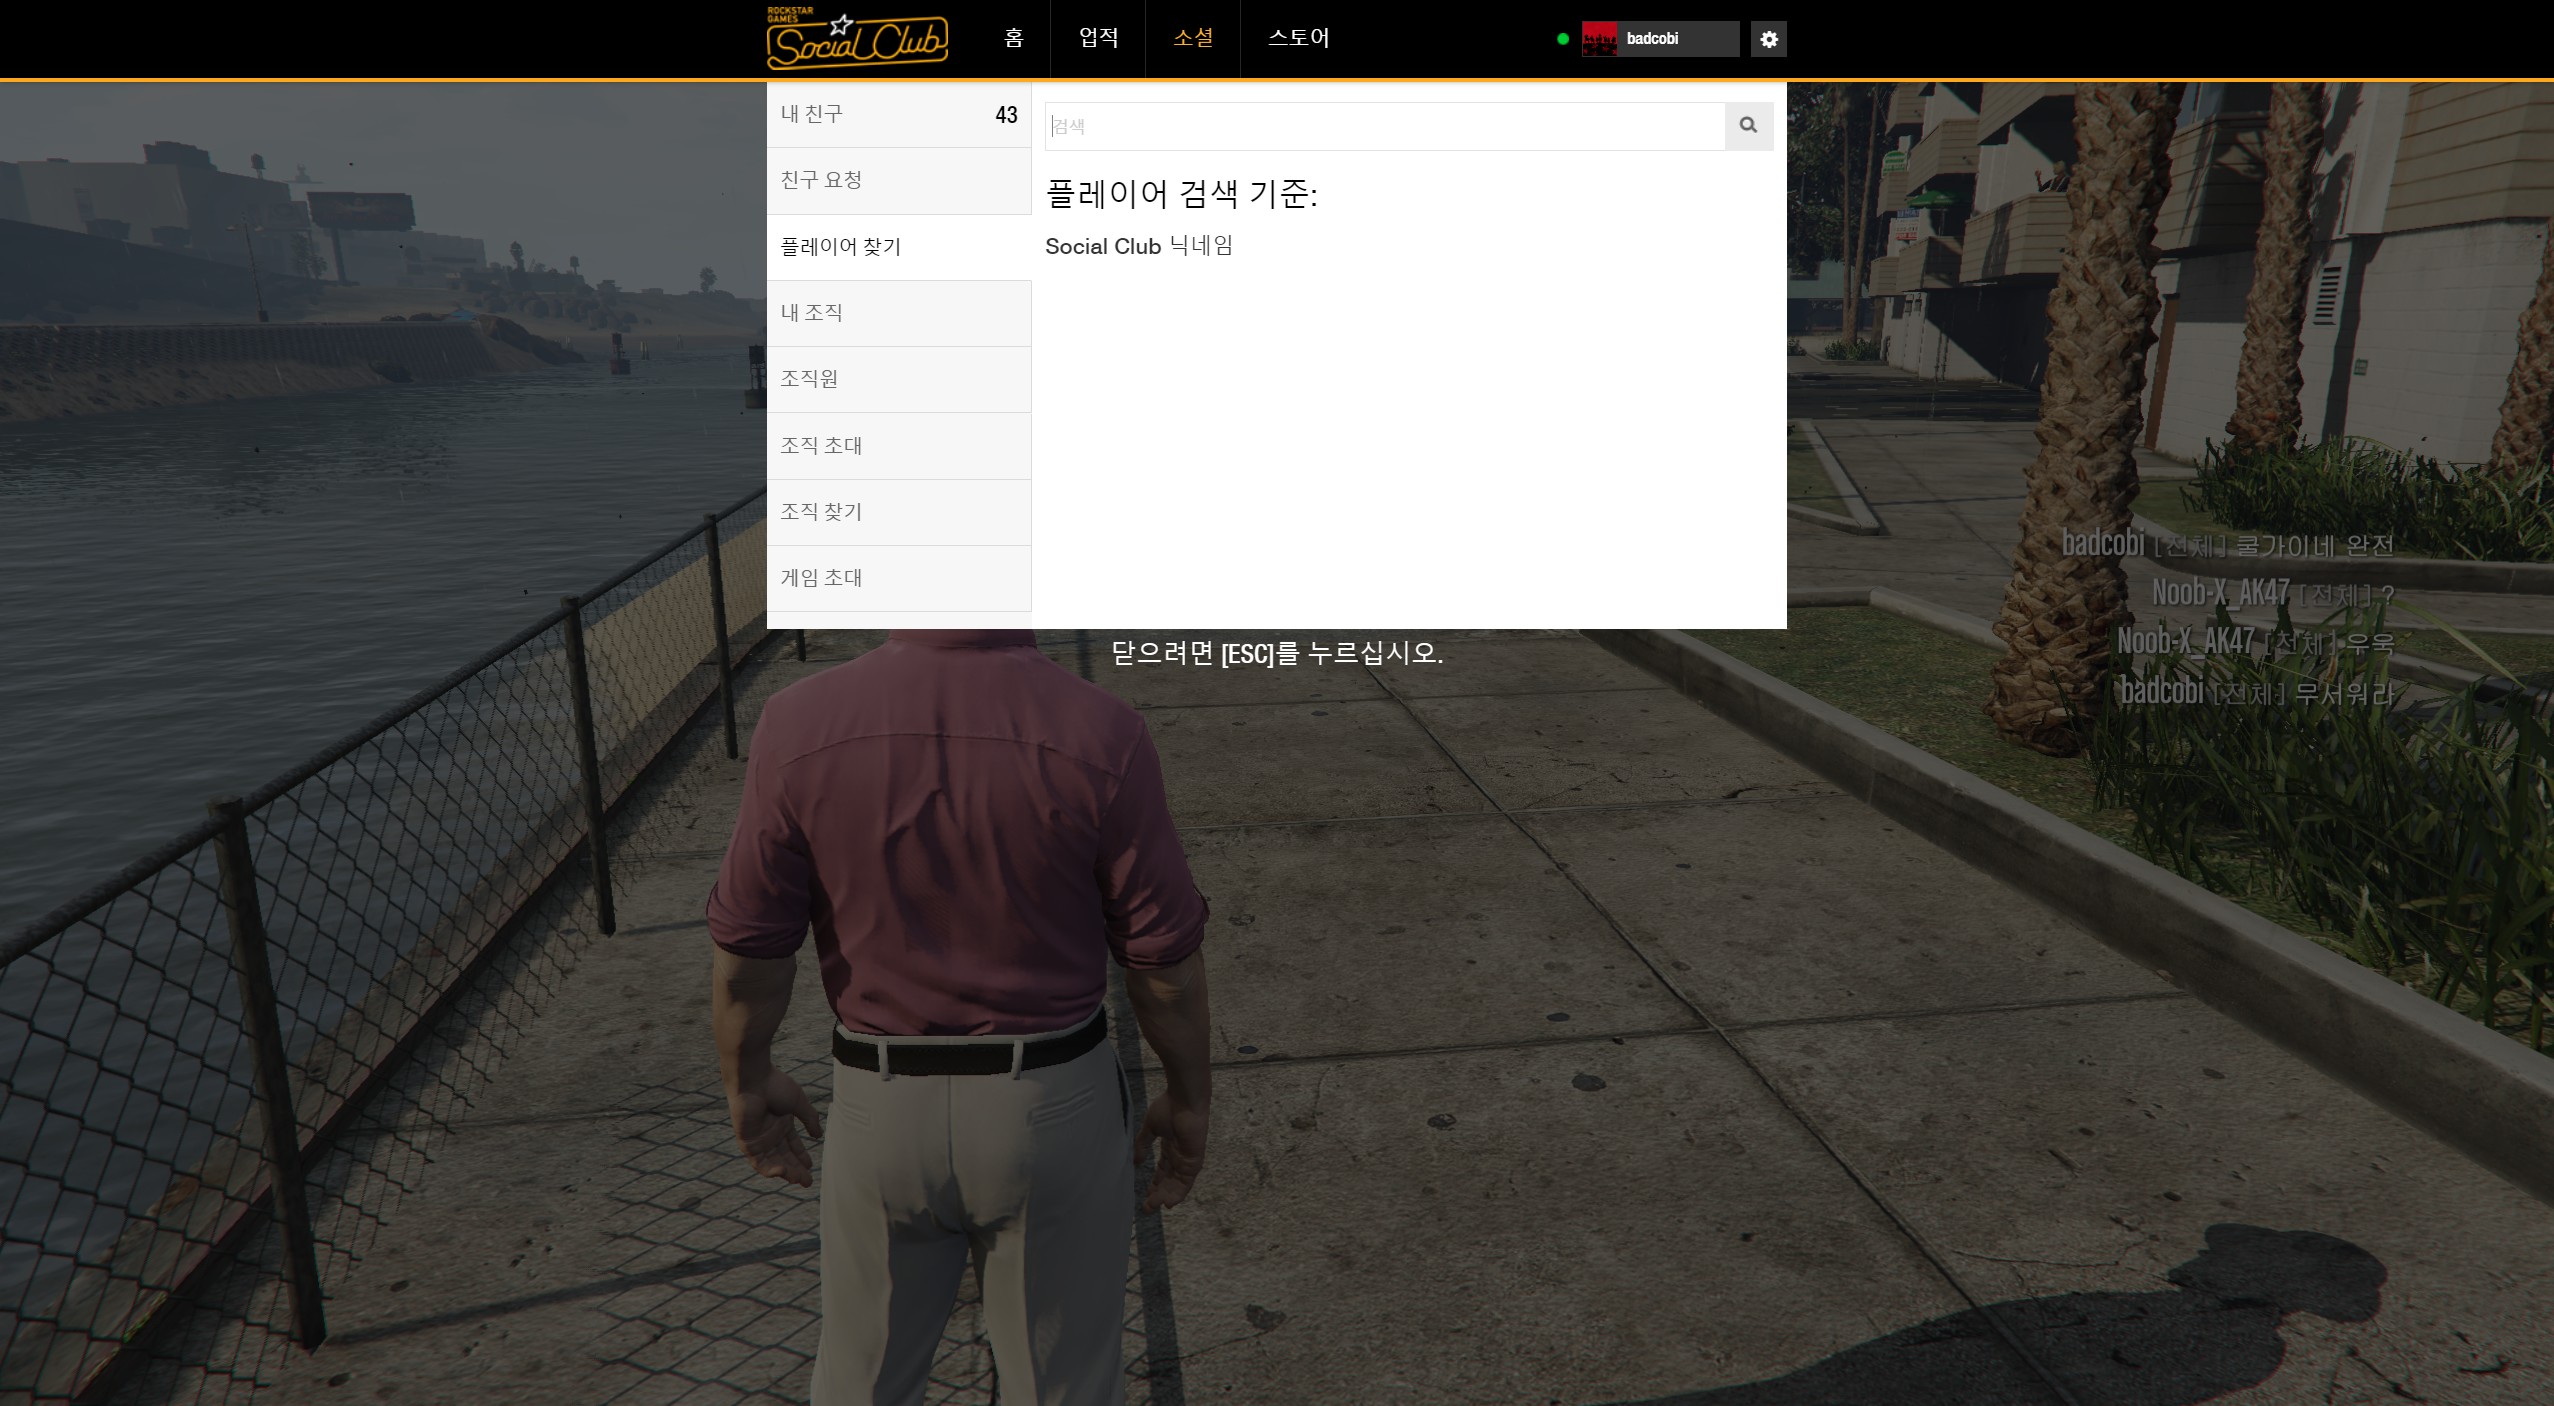 ROCKSTAR
GAMES
Social Club
홈
업적
소셜
스토어
badcobi
내 친구 43
친구 요청
플레이어 찾기
내 조직
조직원
조직 초대
조직 찾기
게임 초대
검색
플레이어 검색 기준:
Social Club 닉네임
닫으려면 [ESC]를 누르십시오.
badcobi [전체] 쿨가이네 완전
Noob-X_AK47 [전체] ?
Noob-X_AK47 [전체] 우욱
badcobi [전체] 무셔워라